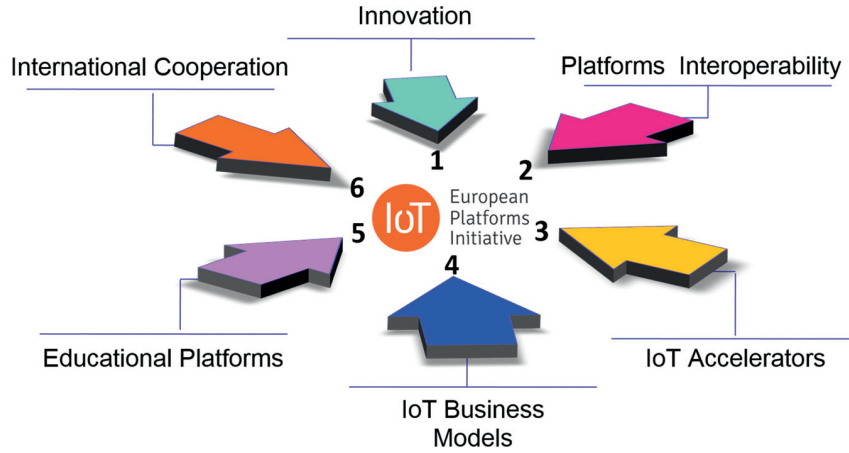 Innovation
International Cooperation
Platforms Interoperability
1
2
6
IoT
European
Platforms
Initiative
5
3
4
Educational Platforms
IoT Accelerators
IoT Business
Models